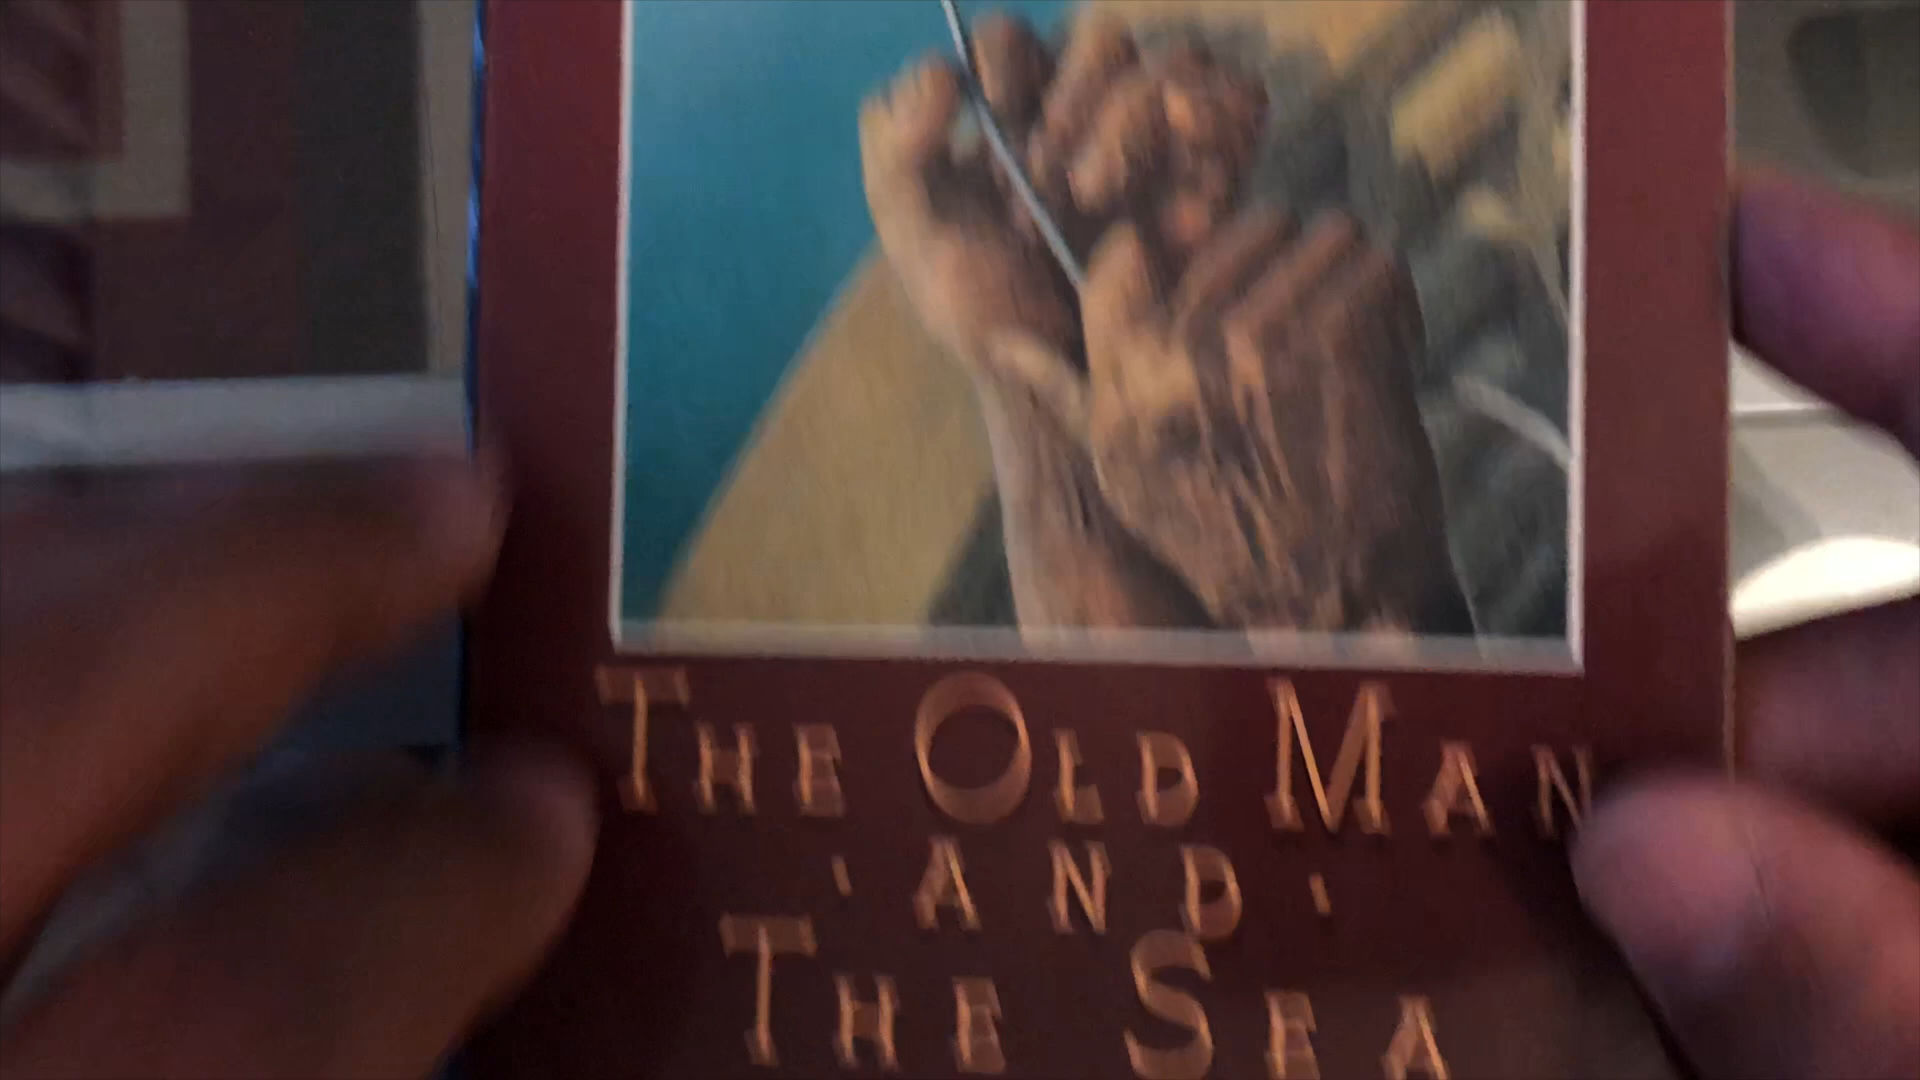 THE OLD MAN
· AND ·
THE SEA